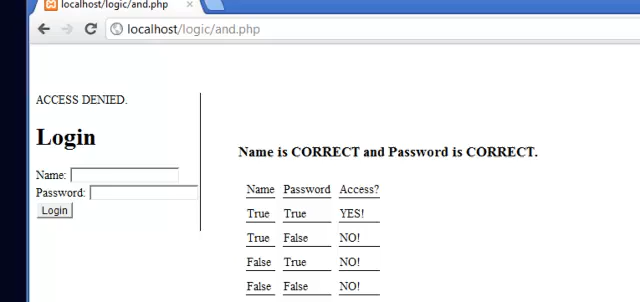 localhost/logic/and.php
localhost/logic/and.php
ACCESS DENIED.
Login
Name:
Password:
Login
Name is CORRECT and Password is CORRECT.
Name Password Access?
True True YES!
True False NO!
False True NO!
False False NO!